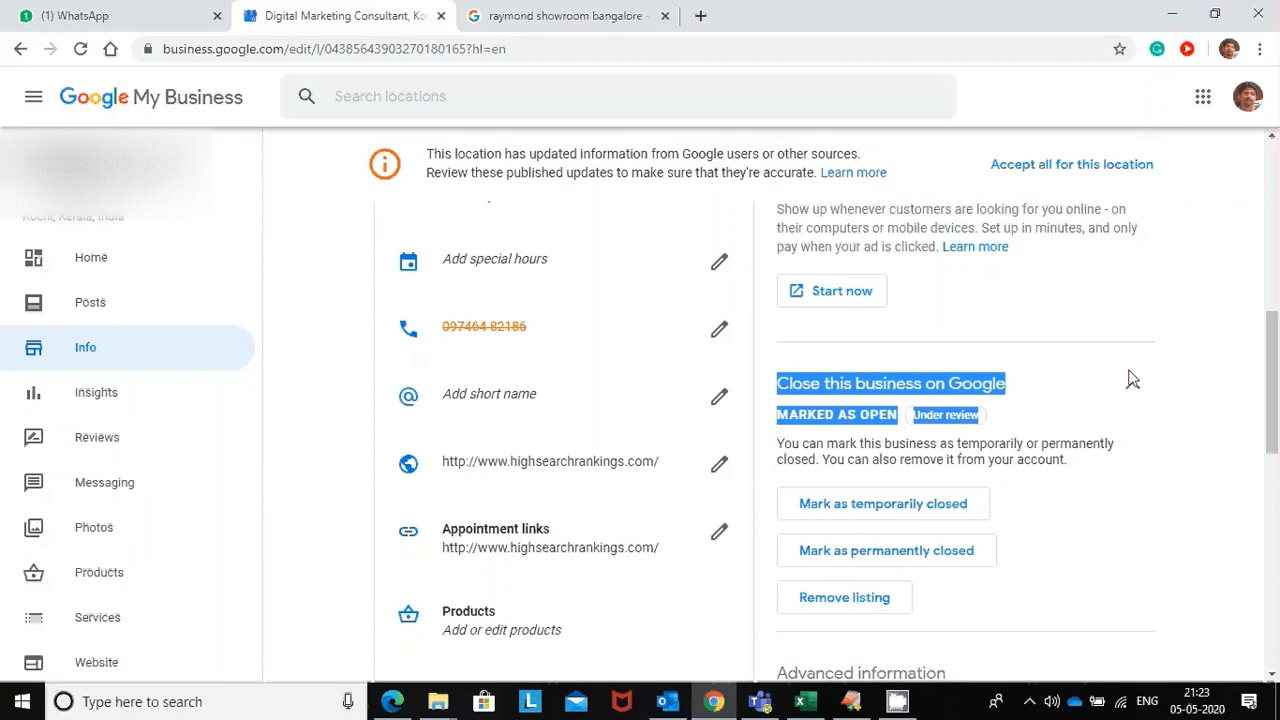 (1) WhatsApp
Digital Marketing Consultant, Ko
raymond showroom bangalore -
business.google.com/edit/l/04385643903270180165?hl=en
Google My Business
Search locations
This location has updated information from Google users or other sources.
Review these published updates to make sure that they're accurate. Learn more
Accept all for this location
Kochi, Kerala, India
Home
Posts
Info
Insights
Reviews
Messaging
Photos
Products
Services
Website
Add special hours
097464 82186
Add short name
http://www.highsearchrankings.com/
Appointment links
http://www.highsearchrankings.com/
Products
Add or edit products
Show up whenever customers are looking for you online - on
their computers or mobile devices. Set up in minutes, and only
pay when your ad is clicked. Learn more
Start now
Close this business on Google
MARKED AS OPEN Under review
You can mark this business as temporarily or permanently
closed. You can also remove it from your account.
Mark as temporarily closed
Mark as permanently closed
Remove listing
Advanced information
Type here to search
ENG
21:23
05-05-2020